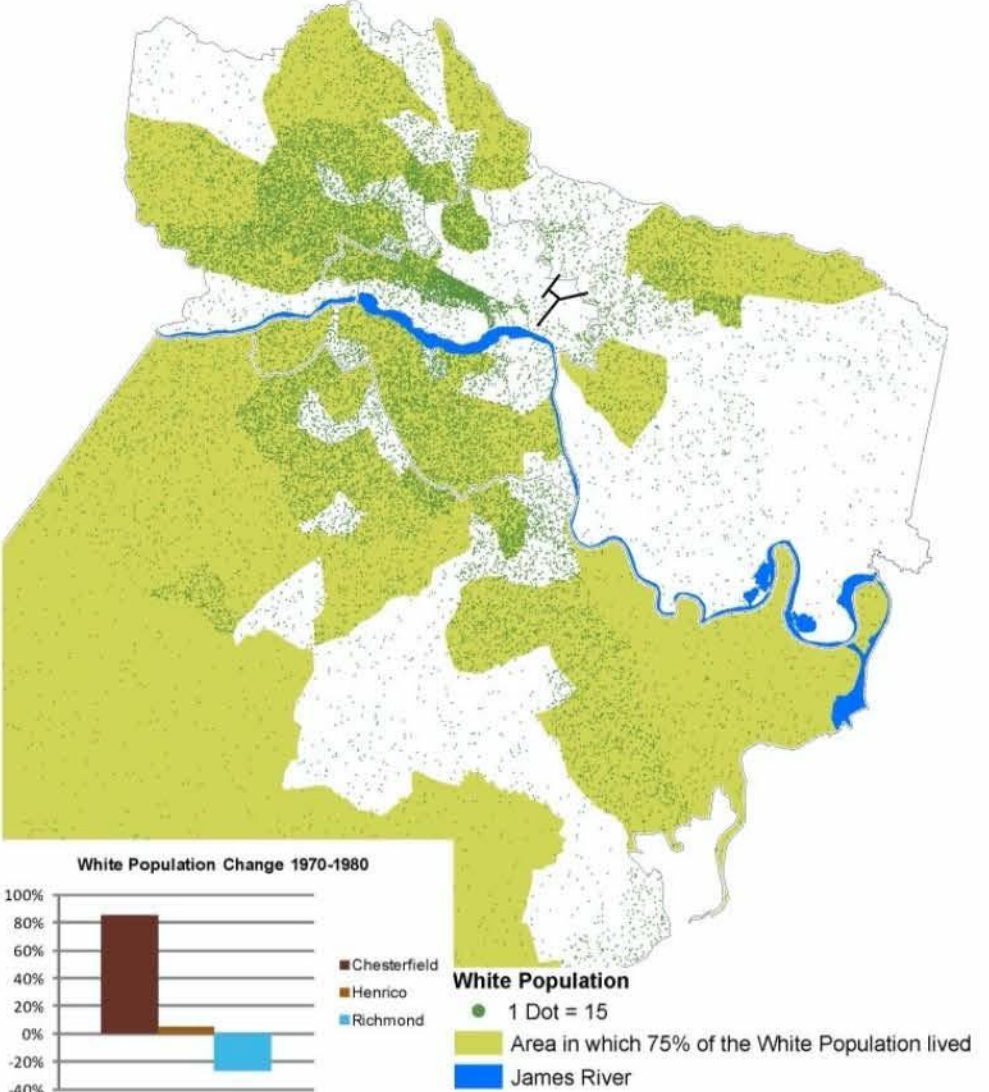 White Population Change 1970-1980
100%
80%
60%
40%
20%
0%
-20%
-40%
Chesterfield
Henrico
Richmond
White Population
1 Dot = 15
Area in which 75% of the White Population lived
James River